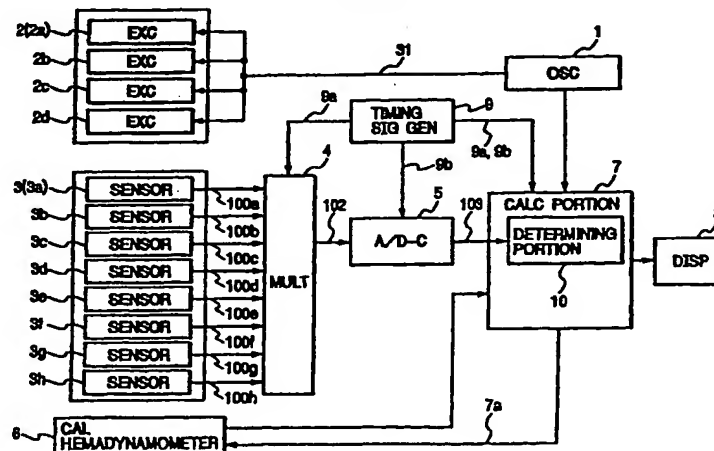 2(2a) EXC
2b EXC
2c EXC
2d EXC
31
1
OSC
9a
TIMING SIG GEN
9
9a, 9b
9b
4
MULT
3(3a) SENSOR 100a
3b SENSOR 100b
3c SENSOR 100c
3d SENSOR 100d
3e SENSOR 100e
3f SENSOR 100f
3g SENSOR 100g
3h SENSOR 100h
102
5
A/D-C
103
7
CALC PORTION
DETERMINING PORTION
10
DISP
6
CAL HEMADYNAMOMETER
7a